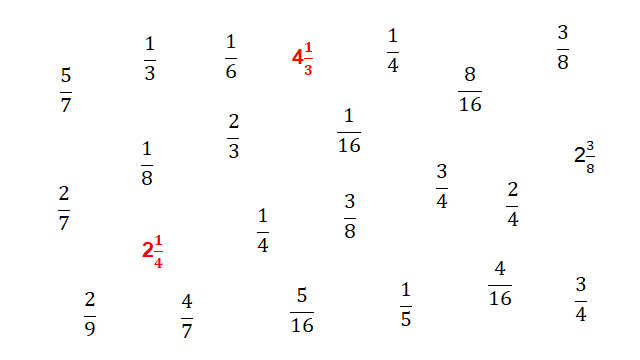 5/7 1/3 1/6 4 1/3 1/4 8/16 3/8
1/8 2/3 1/16 2 3/8
2/7 2 1/4 1/4 3/8 3/4 2/4
2/9 4/7 5/16 1/5 4/16 3/4